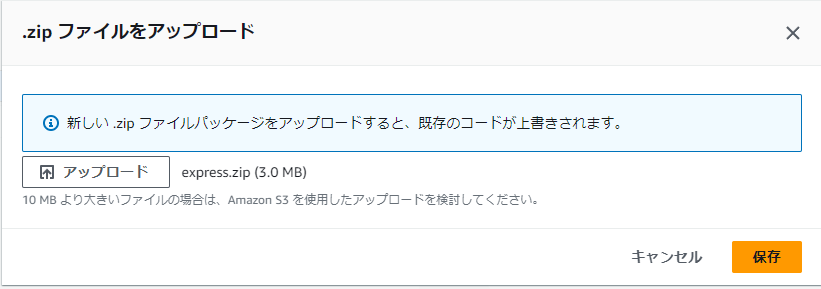 .zip ファイルをアップロード
新しい .zip ファイルパッケージをアップロードすると、既存のコードが上書きされます。
アップロード express.zip (3.0 MB)
10 MB より大きいファイルの場合は、Amazon S3 を使用したアップロードを検討してください。
キャンセル 保存